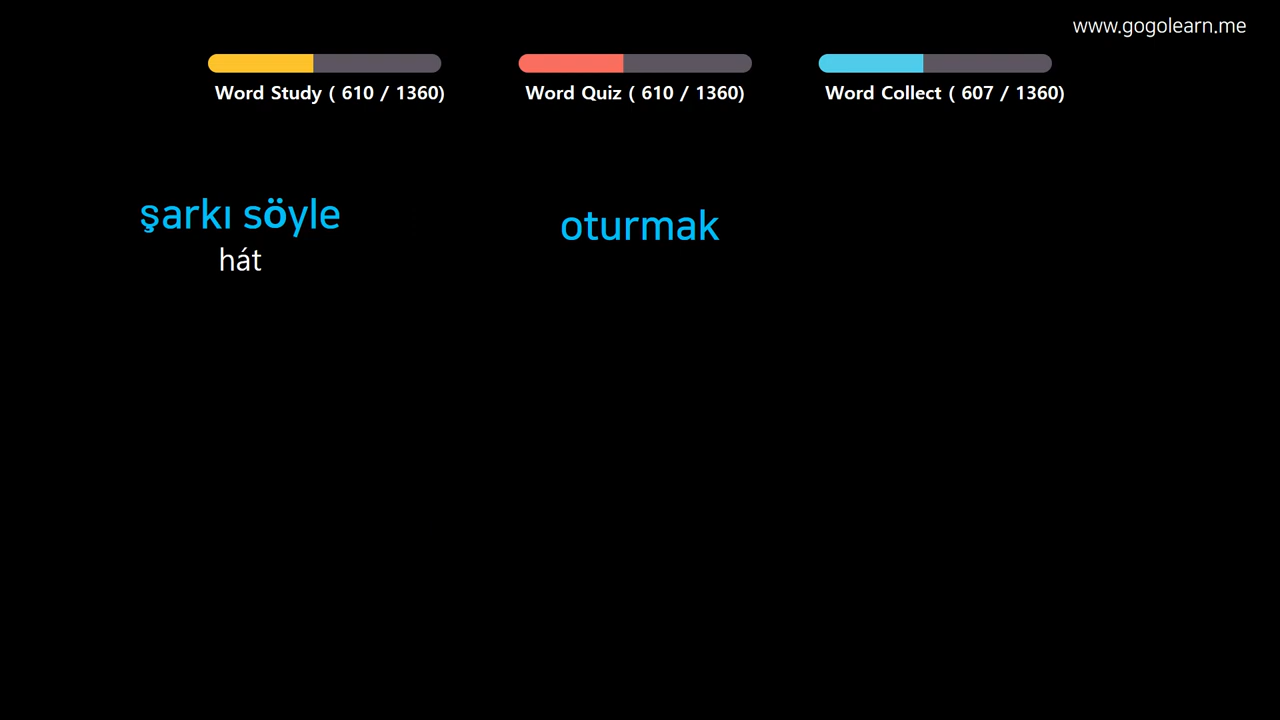 www.gogolearn.me
Word Study ( 610 / 1360)
Word Quiz ( 610 / 1360)
Word Collect ( 607 / 1360)
şarkı söyle
hát
oturmak